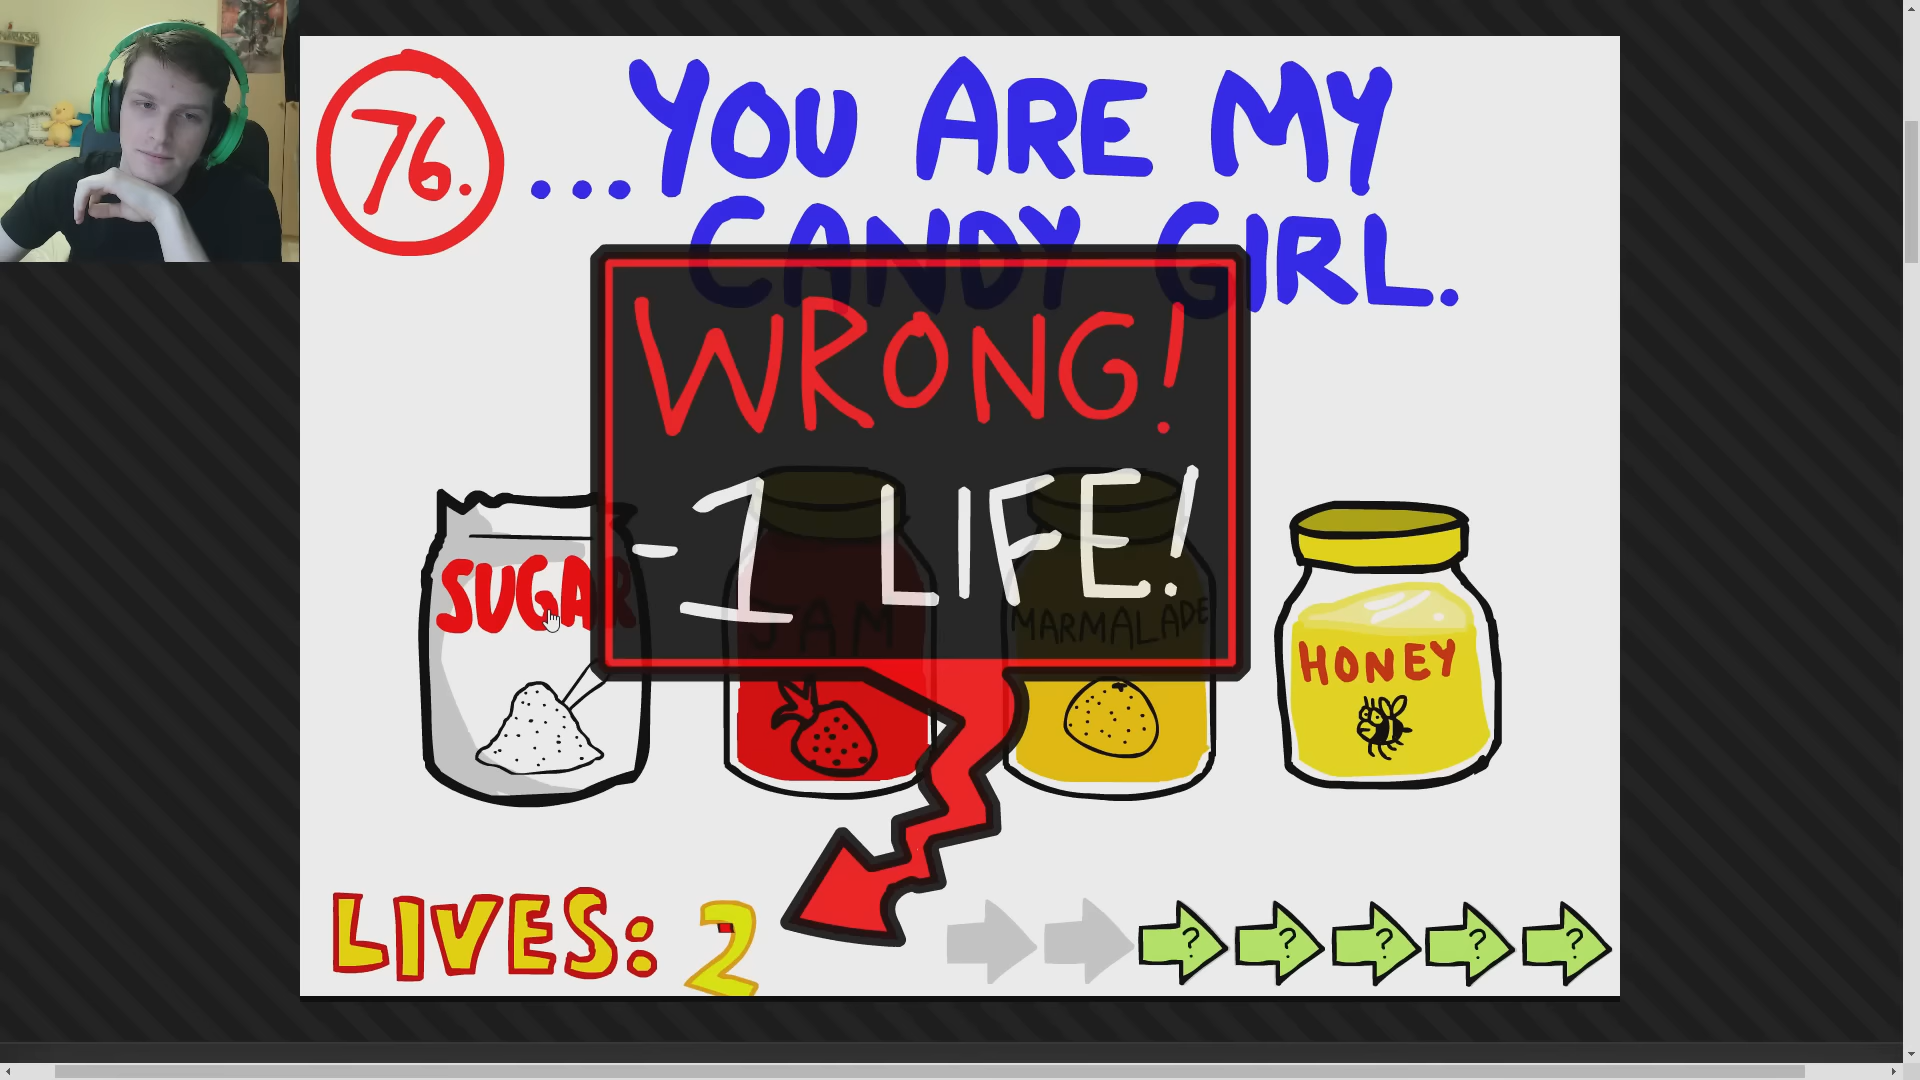 76.
...YOU ARE MY
CANDY GIRL.
WRONG!
-1 LIFE!
SUGAR
JAM
MARMALADE
HONEY
LIVES: 2
? ? ? ? ?